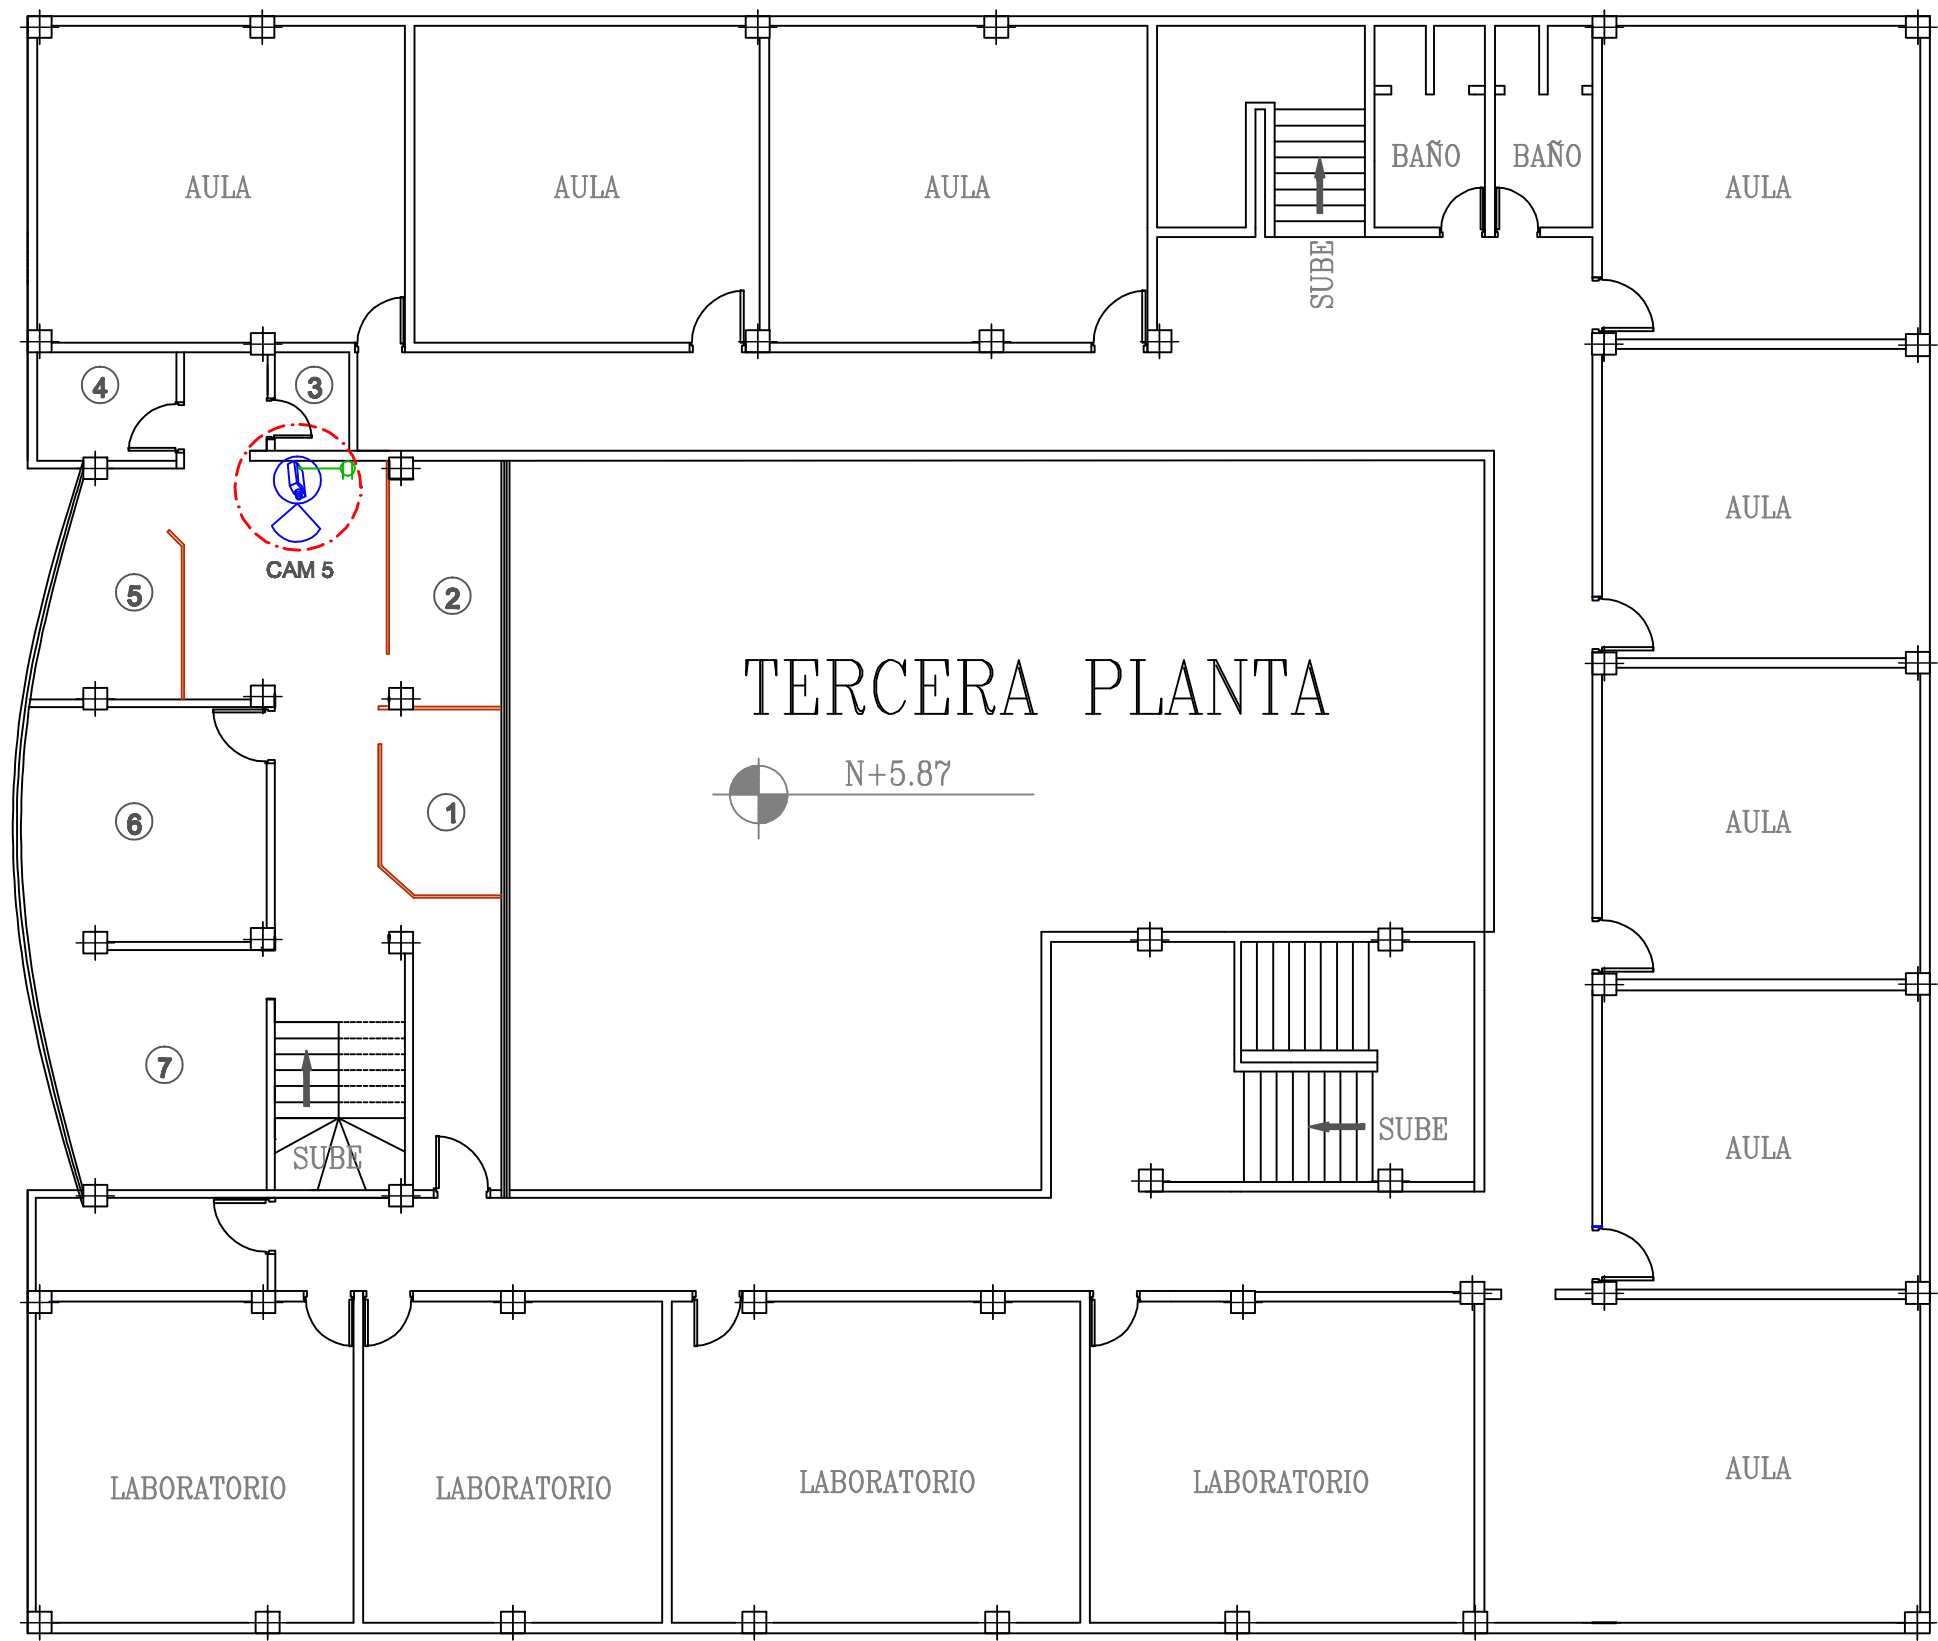 BAÑO
BAÑO
AULA
AULA
AULA
AULA
SUBE
4
3
AULA
CAM 5
5
2
TERCERA PLANTA
N+5.87
6
1
AULA
7
SUBE
SUBE
AULA
LABORATORIO
LABORATORIO
LABORATORIO
LABORATORIO
AULA